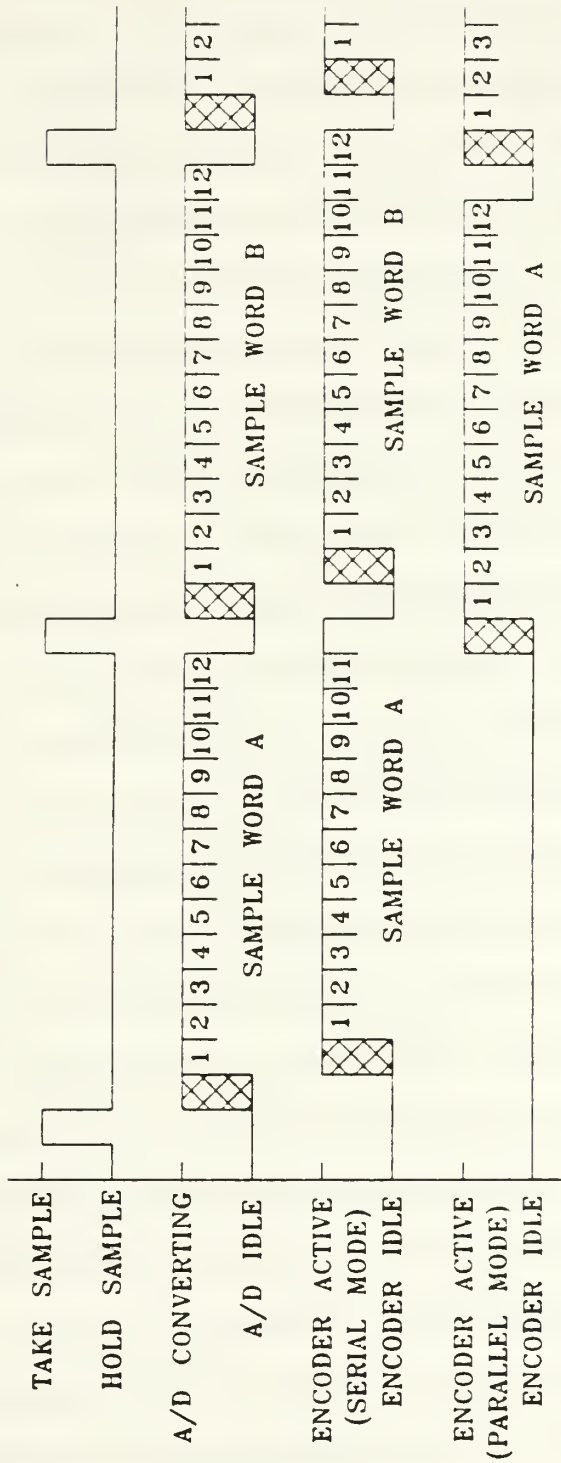 TAKE SAMPLE
HOLD SAMPLE
A/D CONVERTING
1 2 3 4 5 6 7 8 9 10 11 12 1 2 3 4 5 6 7 8 9 10 11 12 1 2
A/D IDLE
SAMPLE WORD A SAMPLE WORD B
ENCODER ACTIVE
(SERIAL MODE)
1 2 3 4 5 6 7 8 9 10 11 1 2 3 4 5 6 7 8 9 10 11 12 1
ENCODER IDLE
SAMPLE WORD A SAMPLE WORD B
ENCODER ACTIVE
(PARALLEL MODE)
1 2 3 4 5 6 7 8 9 10 11 12 1 2 3
ENCODER IDLE
SAMPLE WORD A